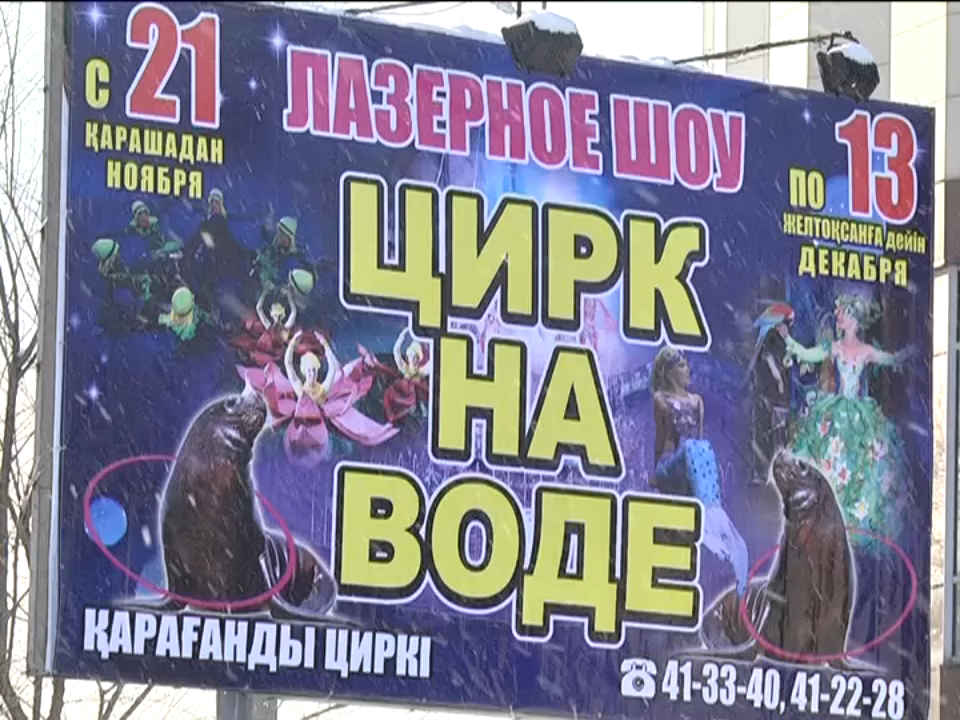 С 21
ҚАРАШАДАН
НОЯБРЯ
ЛАЗЕРНОЕ ШОУ
ПО 13
ЖЕЛТОҚСАНҒА дейін
ДЕКАБРЯ
ЦИРК
НА
ВОДЕ
ҚАРАҒАНДЫ ЦИРКІ
☎41-33-40, 41-22-28